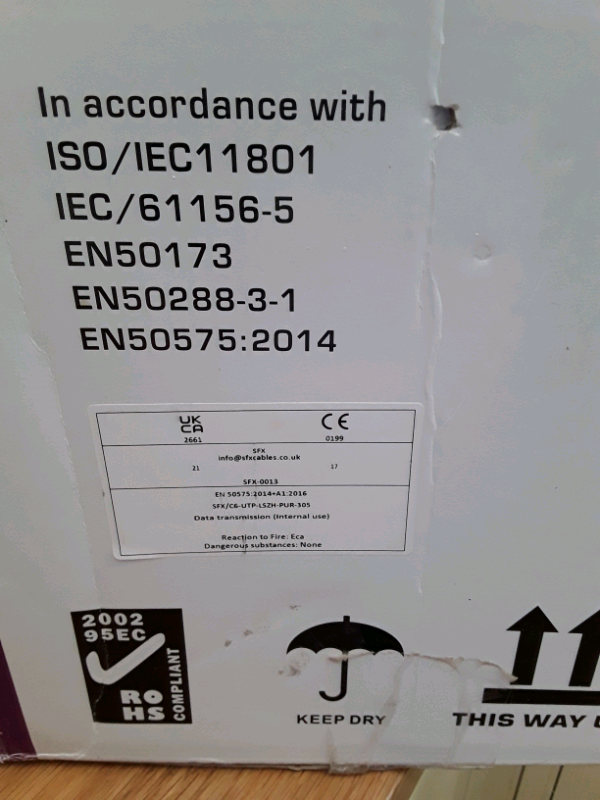 In accordance with
ISO/IEC11801
IEC/61156-5
EN50173
EN50288-3-1
EN50575:2014
UK
CA
CE
2661
0199
SFX
info@sfxcables.co.uk
21
17
SFX-0013
EN 50575:2014+A1:2016
SFX/C6-UTP-LSZH-PUR-305
Data transmission (Internal use)
Reaction to Fire: Eca
Dangerous substances: None
2002
95EC
RO
HS
COMPLIANT
KEEP DRY
THIS WAY